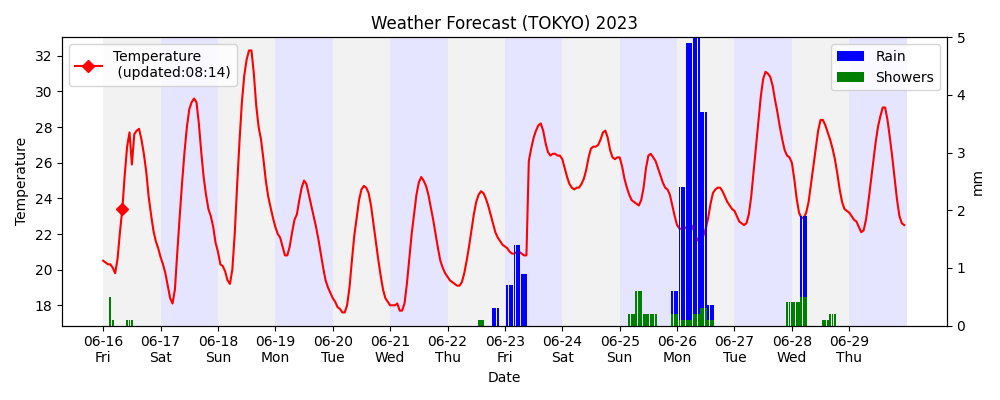 Weather Forecast (TOKYO) 2023
Temperature
(updated:08:14)
Rain
Showers
Temperature
32
30
28
26
24
22
20
18
5
4
3
2
1
0
mm
06-16 06-17 06-18 06-19 06-20 06-21 06-22 06-23 06-24 06-25 06-26 06-27 06-28 06-29
Fri Sat Sun Mon Tue Wed Thu Fri Sat Sun Mon Tue Wed Thu
Date